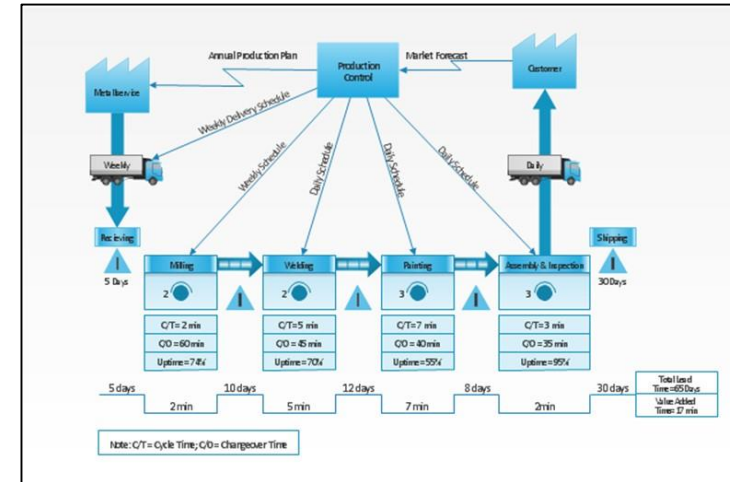 Annual Production Plan
Production
Control
Market Forecast
Customer
Metallservice
Weekly Delivery Schedule
Weekly
Weekly Schedule
Daily Schedule
Daily Schedule
Daily Schedule
Daily
Recieving
Shipping
I
5 Days
Milling
Welding
Painting
Assembly & Inspection
I
30 Days
2
I
2
I
3
I
3
C/T= 2 min
C/T= 5 min
C/T= 7 min
C/T= 3 min
C/O = 60 min
C/O = 45 min
C/O = 40 min
C/O = 35 min
Uptime = 74%
Uptime = 70%
Uptime = 55%
Uptime = 95%
5 days
10 days
12 days
8 days
30 days
2 min
5 min
7 min
2min
Total Lead
Time = 65 Days
Value Added
Time= 17 min
Note: C/T= Cycle Time; C/O= Changeover Time